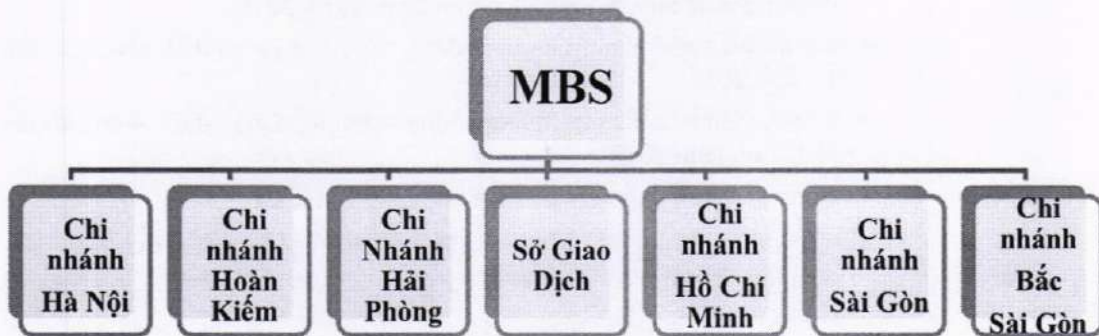 MBS
Chi
nhánh
Hà Nội
Chi
nhánh
Hoàn
Kiếm
Chi
Nhánh
Hải
Phòng
Sở Giao
Dịch
Chi
nhánh
Hồ Chí
Minh
Chi
nhánh
Sài Gòn
Chi
nhánh
Bắc
Sài Gòn